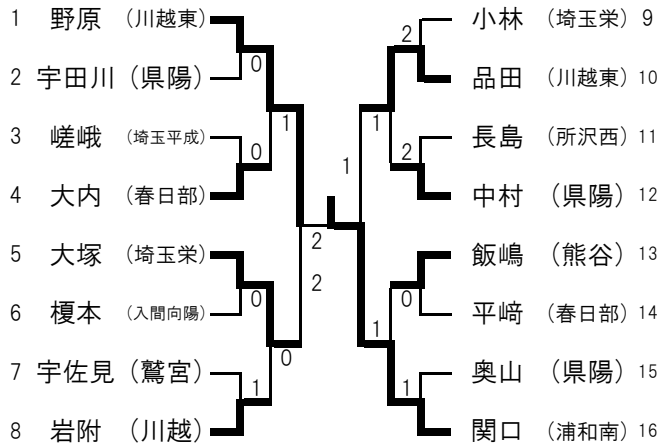 1 野原 (川越東)
2 宇田川 (県陽)
3 嵯峨 (埼玉平成)
4 大内 (春日部)
5 大塚 (埼玉栄)
6 榎本 (入間向陽)
7 宇佐見 (鷲宮)
8 岩附 (川越)
0
0
0
1
1
0
2
2
1
2
2
0
1
1
1
小林 (埼玉栄) 9
品田 (川越東) 10
長島 (所沢西) 11
中村 (県陽) 12
飯嶋 (熊谷) 13
平﨑 (春日部) 14
奥山 (県陽) 15
関口 (浦和南) 16